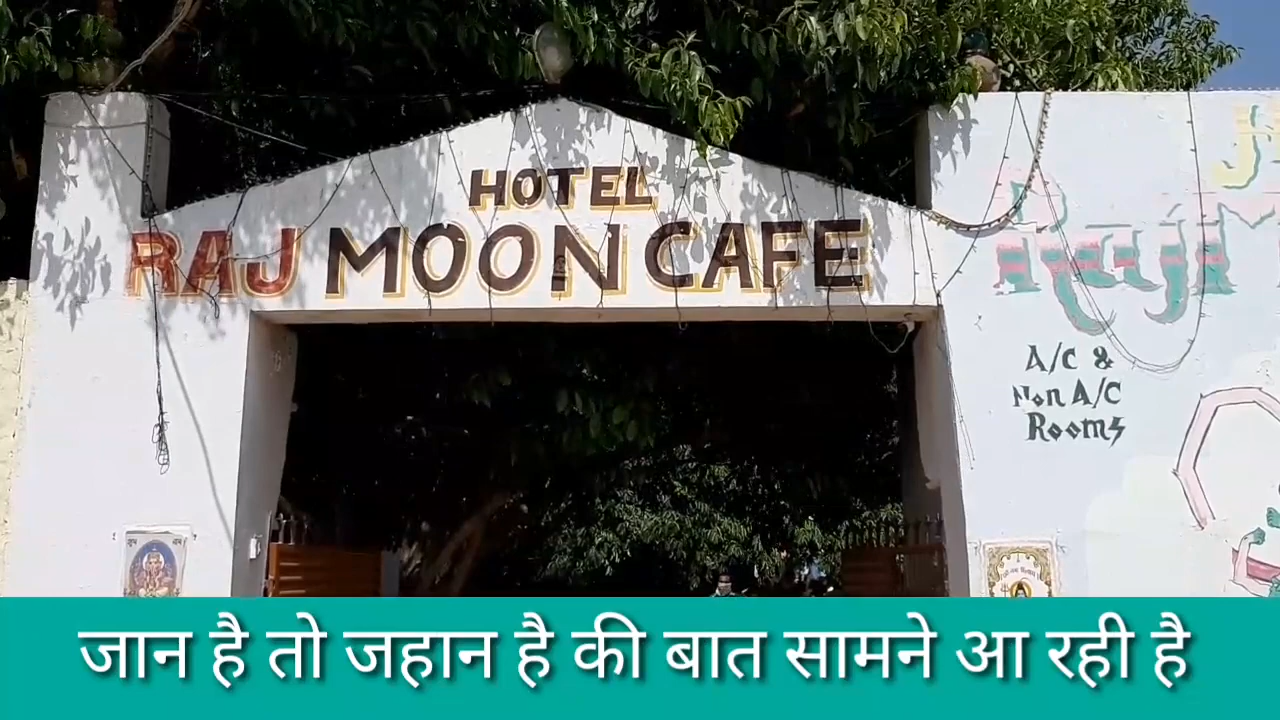 HOTEL
RAJ MOON CAFE
A/C &
Non A/C
Rooms
जान है तो जहान है की बात सामने आ रही है